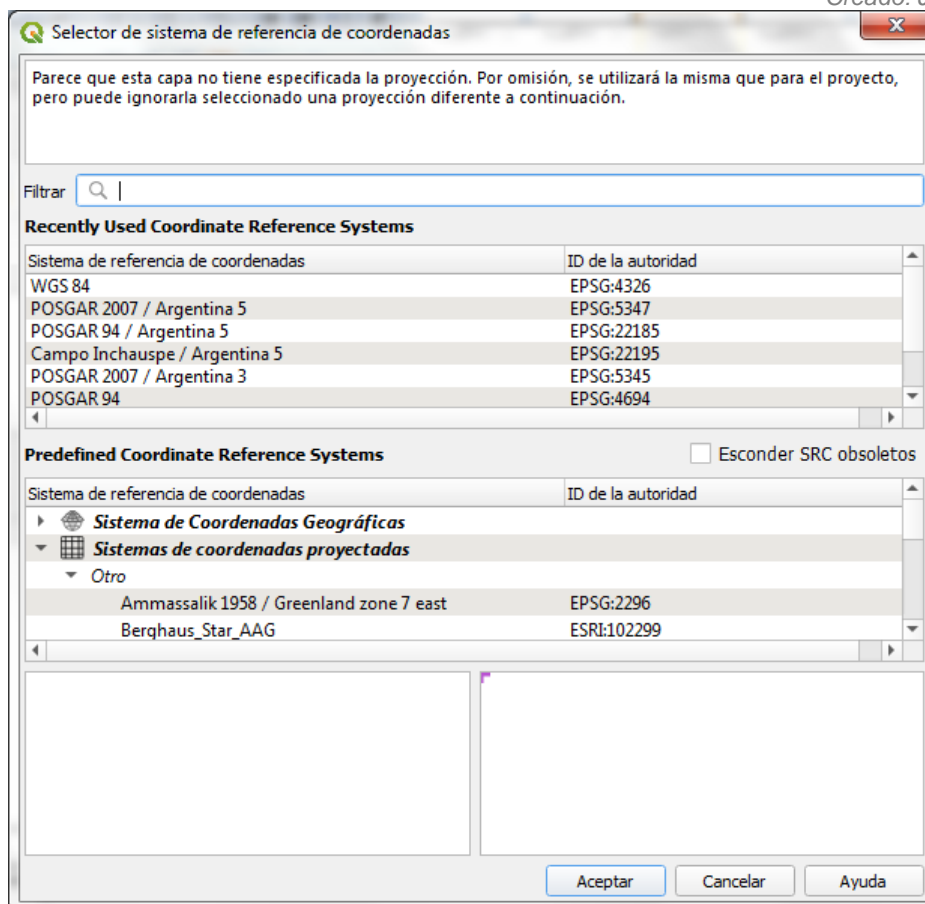 Creado:
Selector de sistema de referencia de coordenadas
Parece que esta capa no tiene especificada la proyección. Por omisión, se utilizará la misma que para el proyecto,
pero puede ignorarla seleccionado una proyección diferente a continuación.
Filtrar
Recently Used Coordinate Reference Systems
Sistema de referencia de coordenadas ID de la autoridad
WGS 84 EPSG:4326
POSGAR 2007 / Argentina 5 EPSG:5347
POSGAR 94 / Argentina 5 EPSG:22185
Campo Inchauspe / Argentina 5 EPSG:22195
POSGAR 2007 / Argentina 3 EPSG:5345
POSGAR 94 EPSG:4694
Predefined Coordinate Reference Systems Esconder SRC obsoletos
Sistema de referencia de coordenadas ID de la autoridad
Sistema de Coordenadas Geográficas
Sistemas de coordenadas proyectadas
Otro
Ammassalik 1958 / Greenland zone 7 east EPSG:2296
Berghaus_Star_AAG ESRI:102299
Aceptar Cancelar Ayuda